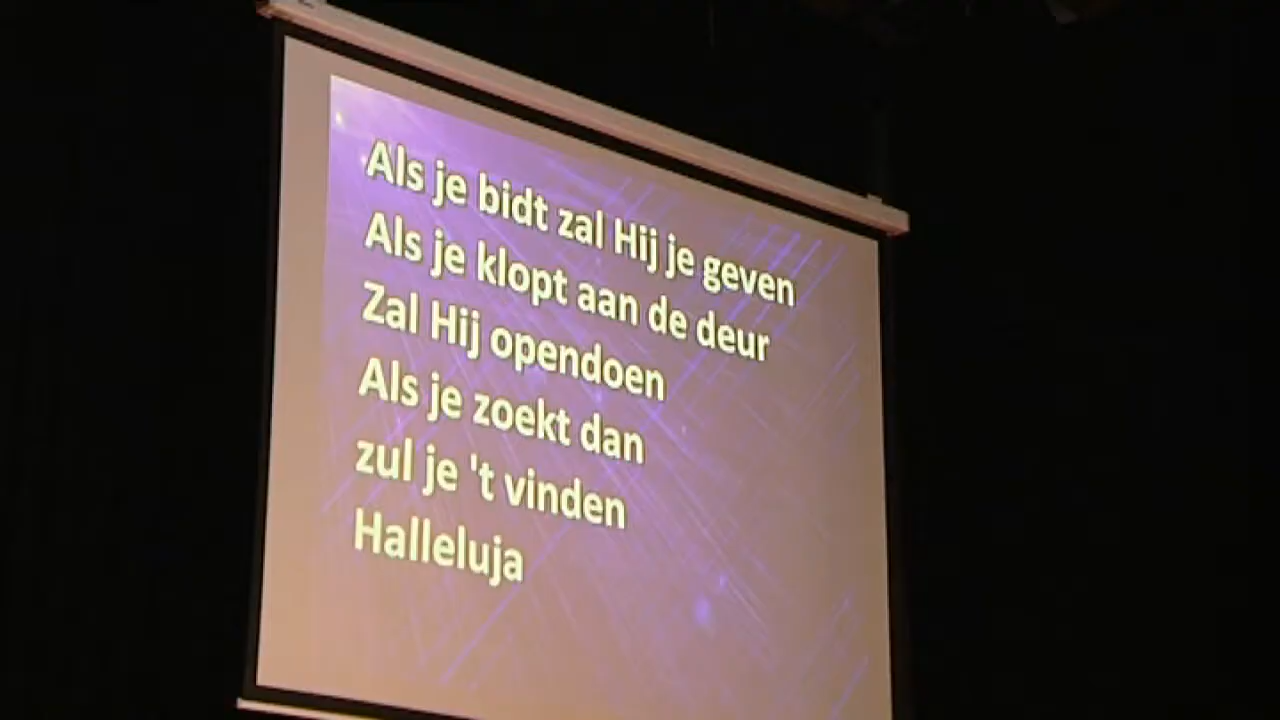 Als je bidt zal Hij je geven
Als je klopt aan de deur
Zal Hij opendoen
Als je zoekt dan
zul je 't vinden
Halleluja